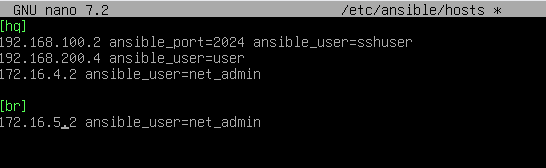 GNU nano 7.2 /etc/ansible/hosts *
[hq]
192.168.100.2 ansible_port=2024 ansible_user=sshuser
192.168.200.4 ansible_user=user
172.16.4.2 ansible_user=net_admin
[br]
172.16.5.2 ansible_user=net_admin